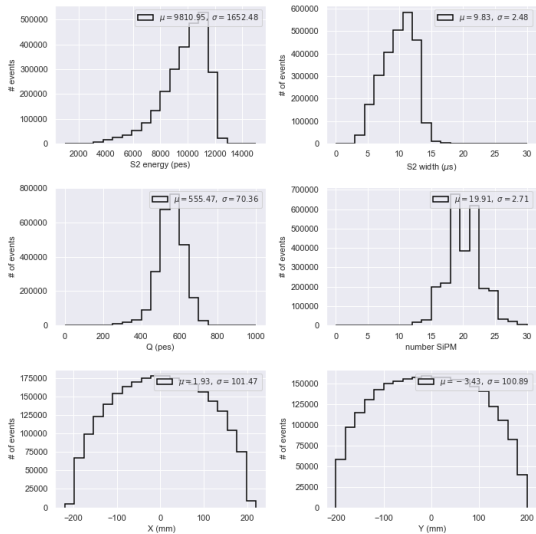 μ=9810.95, σ=1652.48
# of events
500000
400000
300000
200000
100000
0
2000 4000 6000 8000 10000 12000 14000
S2 energy (pes)
μ=9.83, σ=2.48
# of events
600000
500000
400000
300000
200000
100000
0
0 5 10 15 20 25 30
S2 width (μs)
μ=555.47, σ=70.36
# of events
800000
600000
400000
200000
0
0 200 400 600 800 1000
Q (pes)
μ=19.91, σ=2.71
# of events
700000
600000
500000
400000
300000
200000
100000
0
0 5 10 15 20 25 30
number SiPM
μ=1.93, σ=101.47
# of events
175000
150000
125000
100000
75000
50000
25000
0
−200 −100 0 100 200
X (mm)
μ=−3.43, σ=100.89
# of events
150000
125000
100000
75000
50000
25000
0
−200 −100 0 100 200
Y (mm)